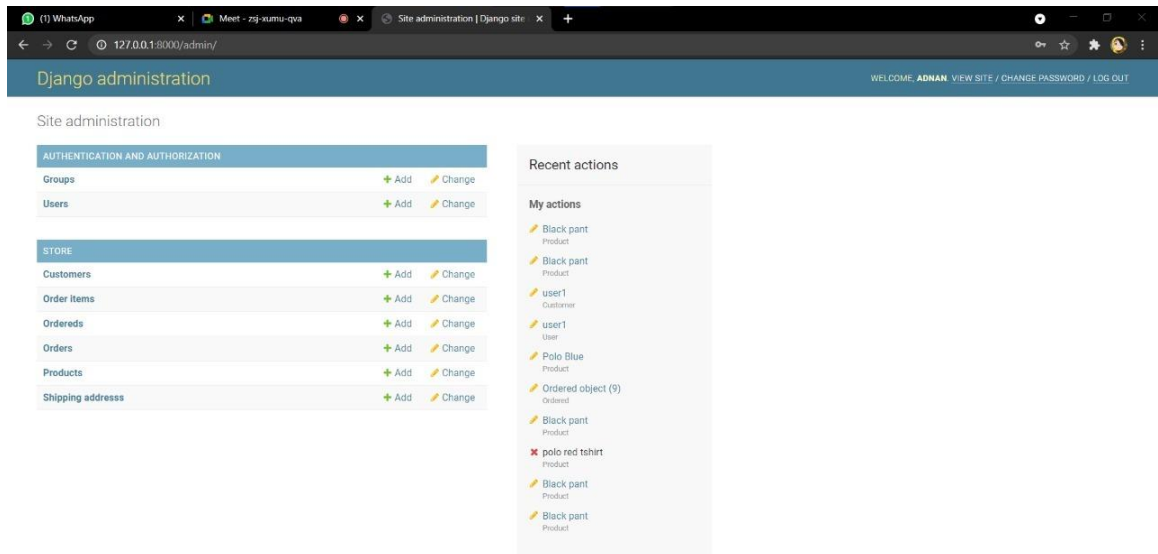 (1) WhatsApp
Meet - zsj-xumu-qva
Site administration | Django site
127.0.0.1:8000/admin/
Django administration
WELCOME, ADNAN. VIEW SITE / CHANGE PASSWORD / LOG OUT
Site administration
AUTHENTICATION AND AUTHORIZATION
Groups Add Change
Users Add Change
STORE
Customers Add Change
Order items Add Change
Ordereds Add Change
Orders Add Change
Products Add Change
Shipping addresss Add Change
Recent actions
My actions
Black pant
Product
Black pant
Product
user1
Customer
user1
User
Polo Blue
Product
Ordered object (9)
Ordered
Black pant
Product
polo red tshirt
Product
Black pant
Product
Black pant
Product